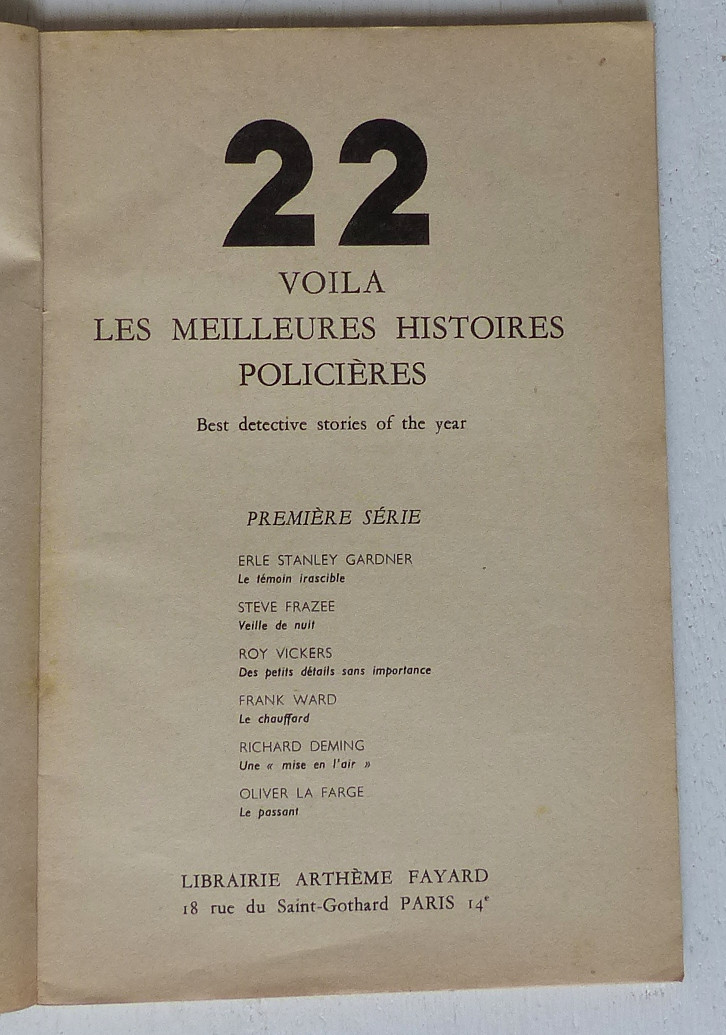 22
VOILA
LES MEILLEURES HISTOIRES
POLICIÈRES
Best detective stories of the year
PREMIÈRE SÉRIE
ERLE STANLEY GARDNER
Le témoin irascible
STEVE FRAZEE
Veille de nuit
ROY VICKERS
Des petits détails sans importance
FRANK WARD
Le chauffard
RICHARD DEMING
Une « mise en l'air »
OLIVER LA FARGE
Le passant
LIBRAIRIE ARTHÈME FAYARD
18 rue du Saint-Gothard PARIS 14e